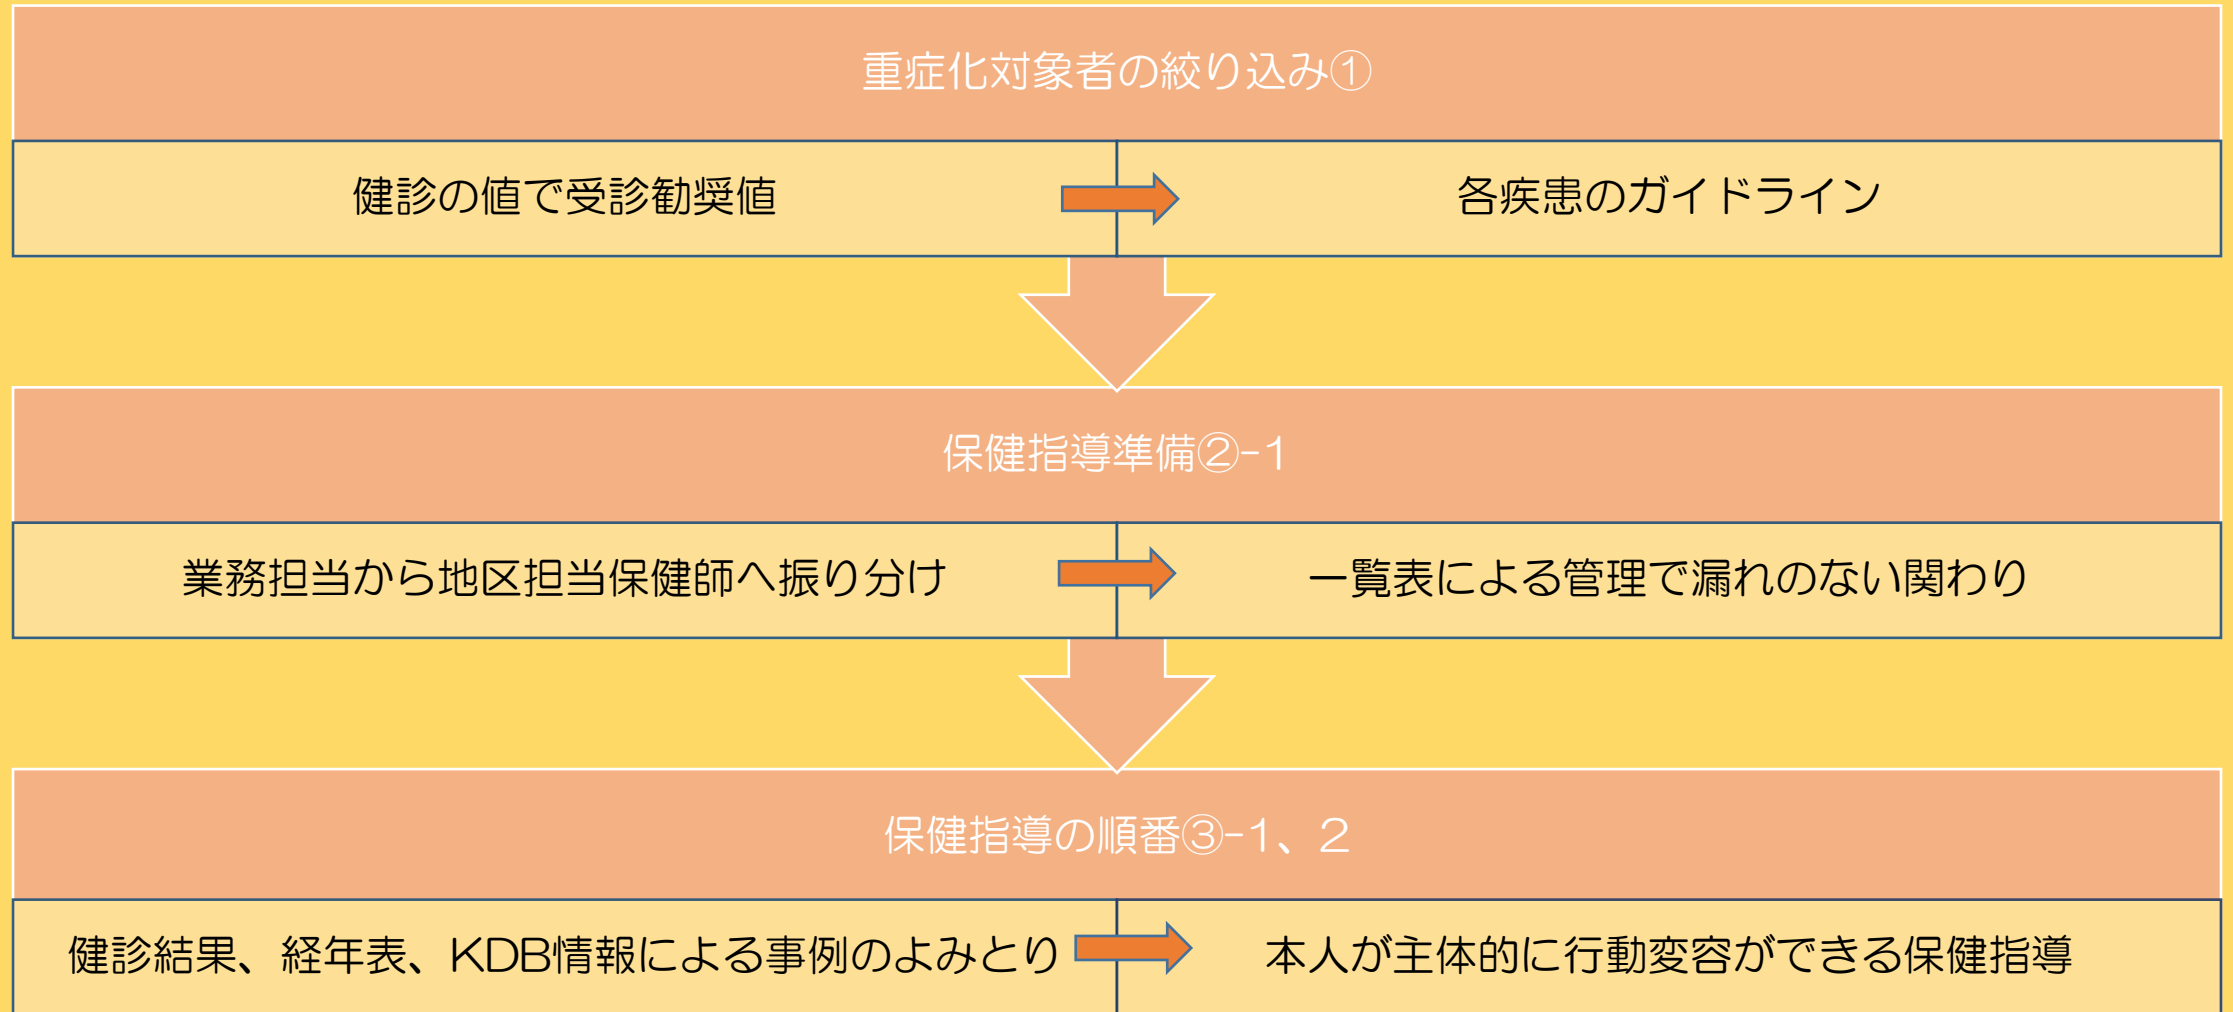 重症化対象者の絞り込み①
健診の値で受診勧奨値
各疾患のガイドライン
保健指導準備②-1
業務担当から地区担当保健師へ振り分け
一覧表による管理で漏れのない関わり
保健指導の順番③-1、2
健診結果、経年表、KDB情報による事例のよみとり
本人が主体的に行動変容ができる保健指導